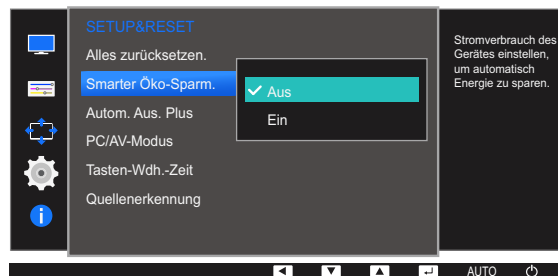 SETUP&RESET
Alles zurücksetzen.
Smarter Öko-Sparm.
Autom. Aus. Plus
PC/AV-Modus
Tasten-Wdh.-Zeit
Quellenerkennung
Aus
Ein
Stromverbrauch des
Gerätes einstellen,
um automatisch
Energie zu sparen.
AUTO